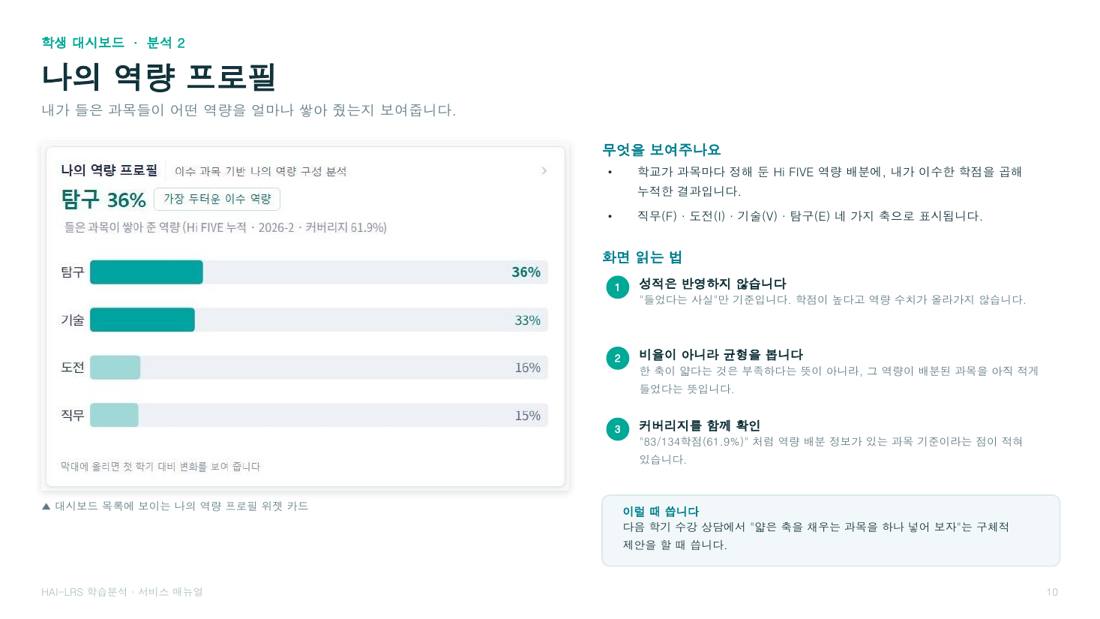 학생 대시보드 · 분석 2
나의 역량 프로필
내가 들은 과목들이 어떤 역량을 얼마나 쌓아 줬는지 보여줍니다.
나의 역량 프로필 이수 과목 기반 나의 역량 구성 분석 >
탐구 36% 가장 두터운 이수 역량
들은 과목이 쌓아 준 역량 (Hi FIVE 누적 · 2026-2 · 커버리지 61.9%)
탐구 36%
기술 33%
도전 16%
직무 15%
막대에 올리면 첫 학기 대비 변화를 보여 줍니다
▲ 대시보드 목록에 보이는 나의 역량 프로필 위젯 카드
무엇을 보여주나요
• 학교가 과목마다 정해 둔 Hi FIVE 역량 배분에, 내가 이수한 학점을 곱해
누적한 결과입니다.
• 직무(F) · 도전(I) · 기술(V) · 탐구(E) 네 가지 축으로 표시됩니다.
화면 읽는 법
1 성적은 반영하지 않습니다
"들었다는 사실"만 기준입니다. 학점이 높다고 역량 수치가 올라가지 않습니다.
2 비율이 아니라 균형을 봅니다
한 축이 얇다는 것은 부족하다는 뜻이 아니라, 그 역량이 배분된 과목을 아직 적게
들었다는 뜻입니다.
3 커버리지를 함께 확인
"83/134학점(61.9%)" 처럼 역량 배분 정보가 있는 과목 기준이라는 점이 적혀
있습니다.
이럴 때 씁니다
다음 학기 수강 상담에서 "얇은 축을 채우는 과목을 하나 넣어 보자"는 구체적
제안을 할 때 씁니다.
HAI-LRS 학습분석 · 서비스 매뉴얼
10